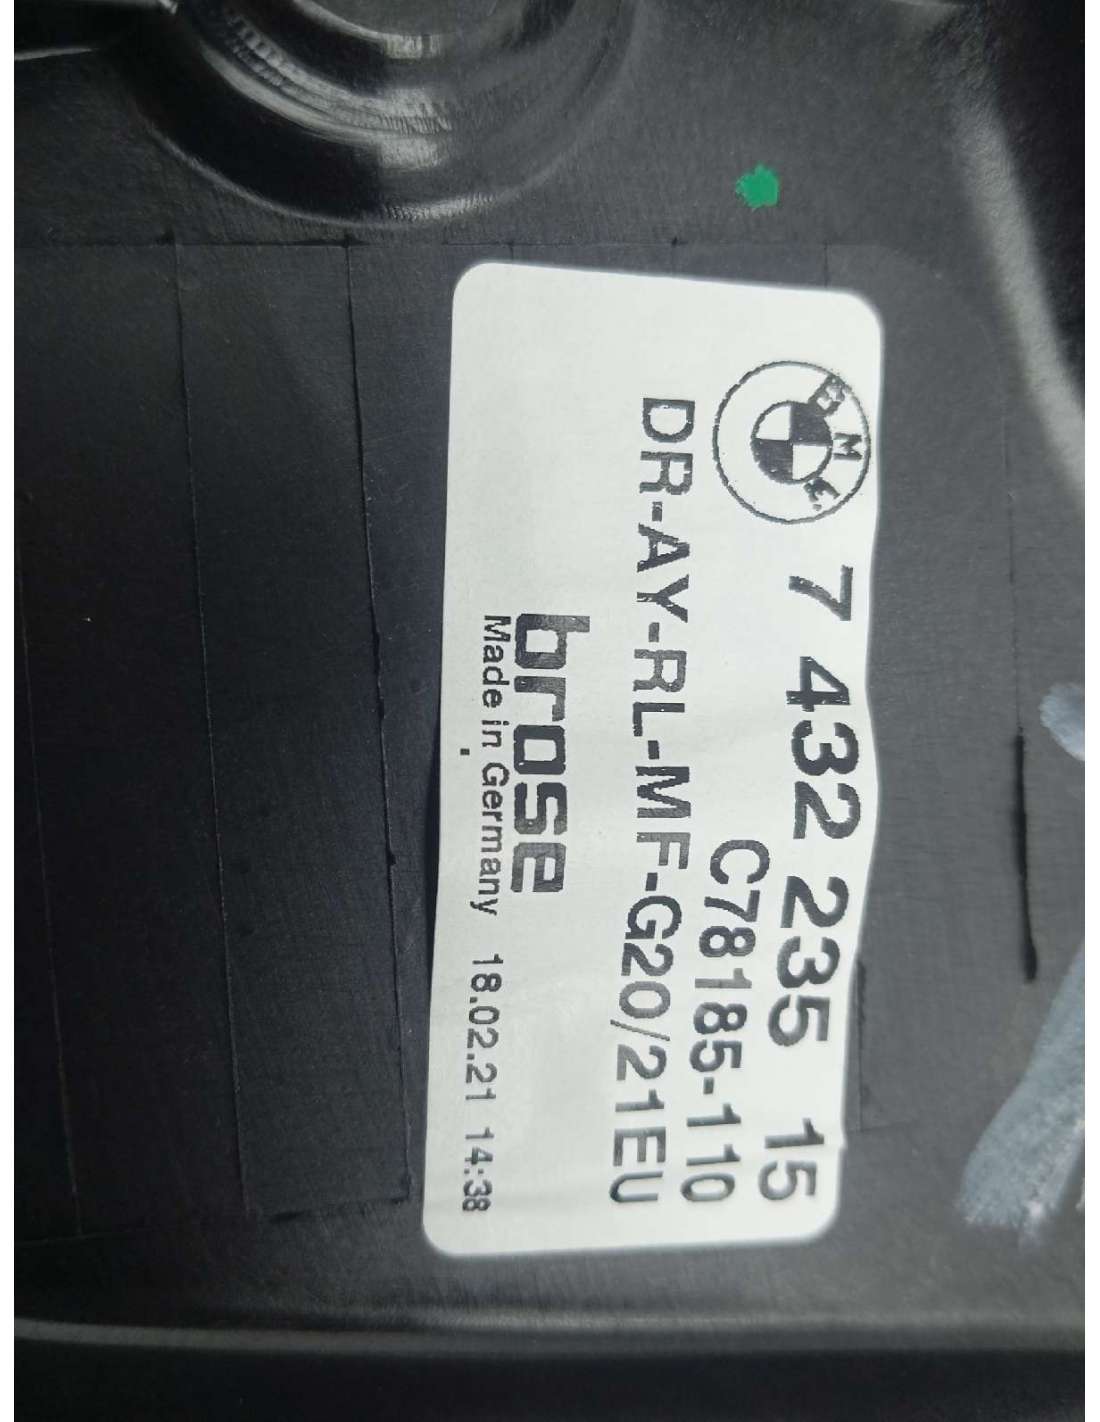 BMW
7 432 235 15
C78185-110
DR-AY-RL-MF-G20/21EU
brose
Made in Germany 18.02.21 14:38